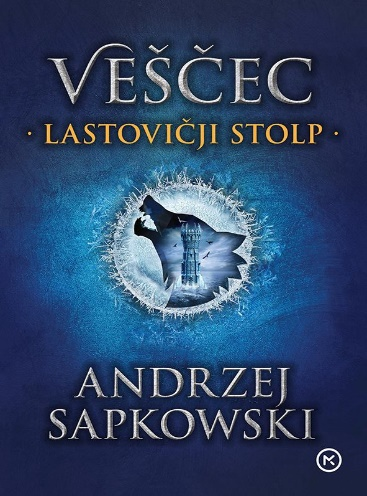 VEŠČEC
· LASTOVIČJI STOLP ·
ANDRZEJ
SAPKOWSKI